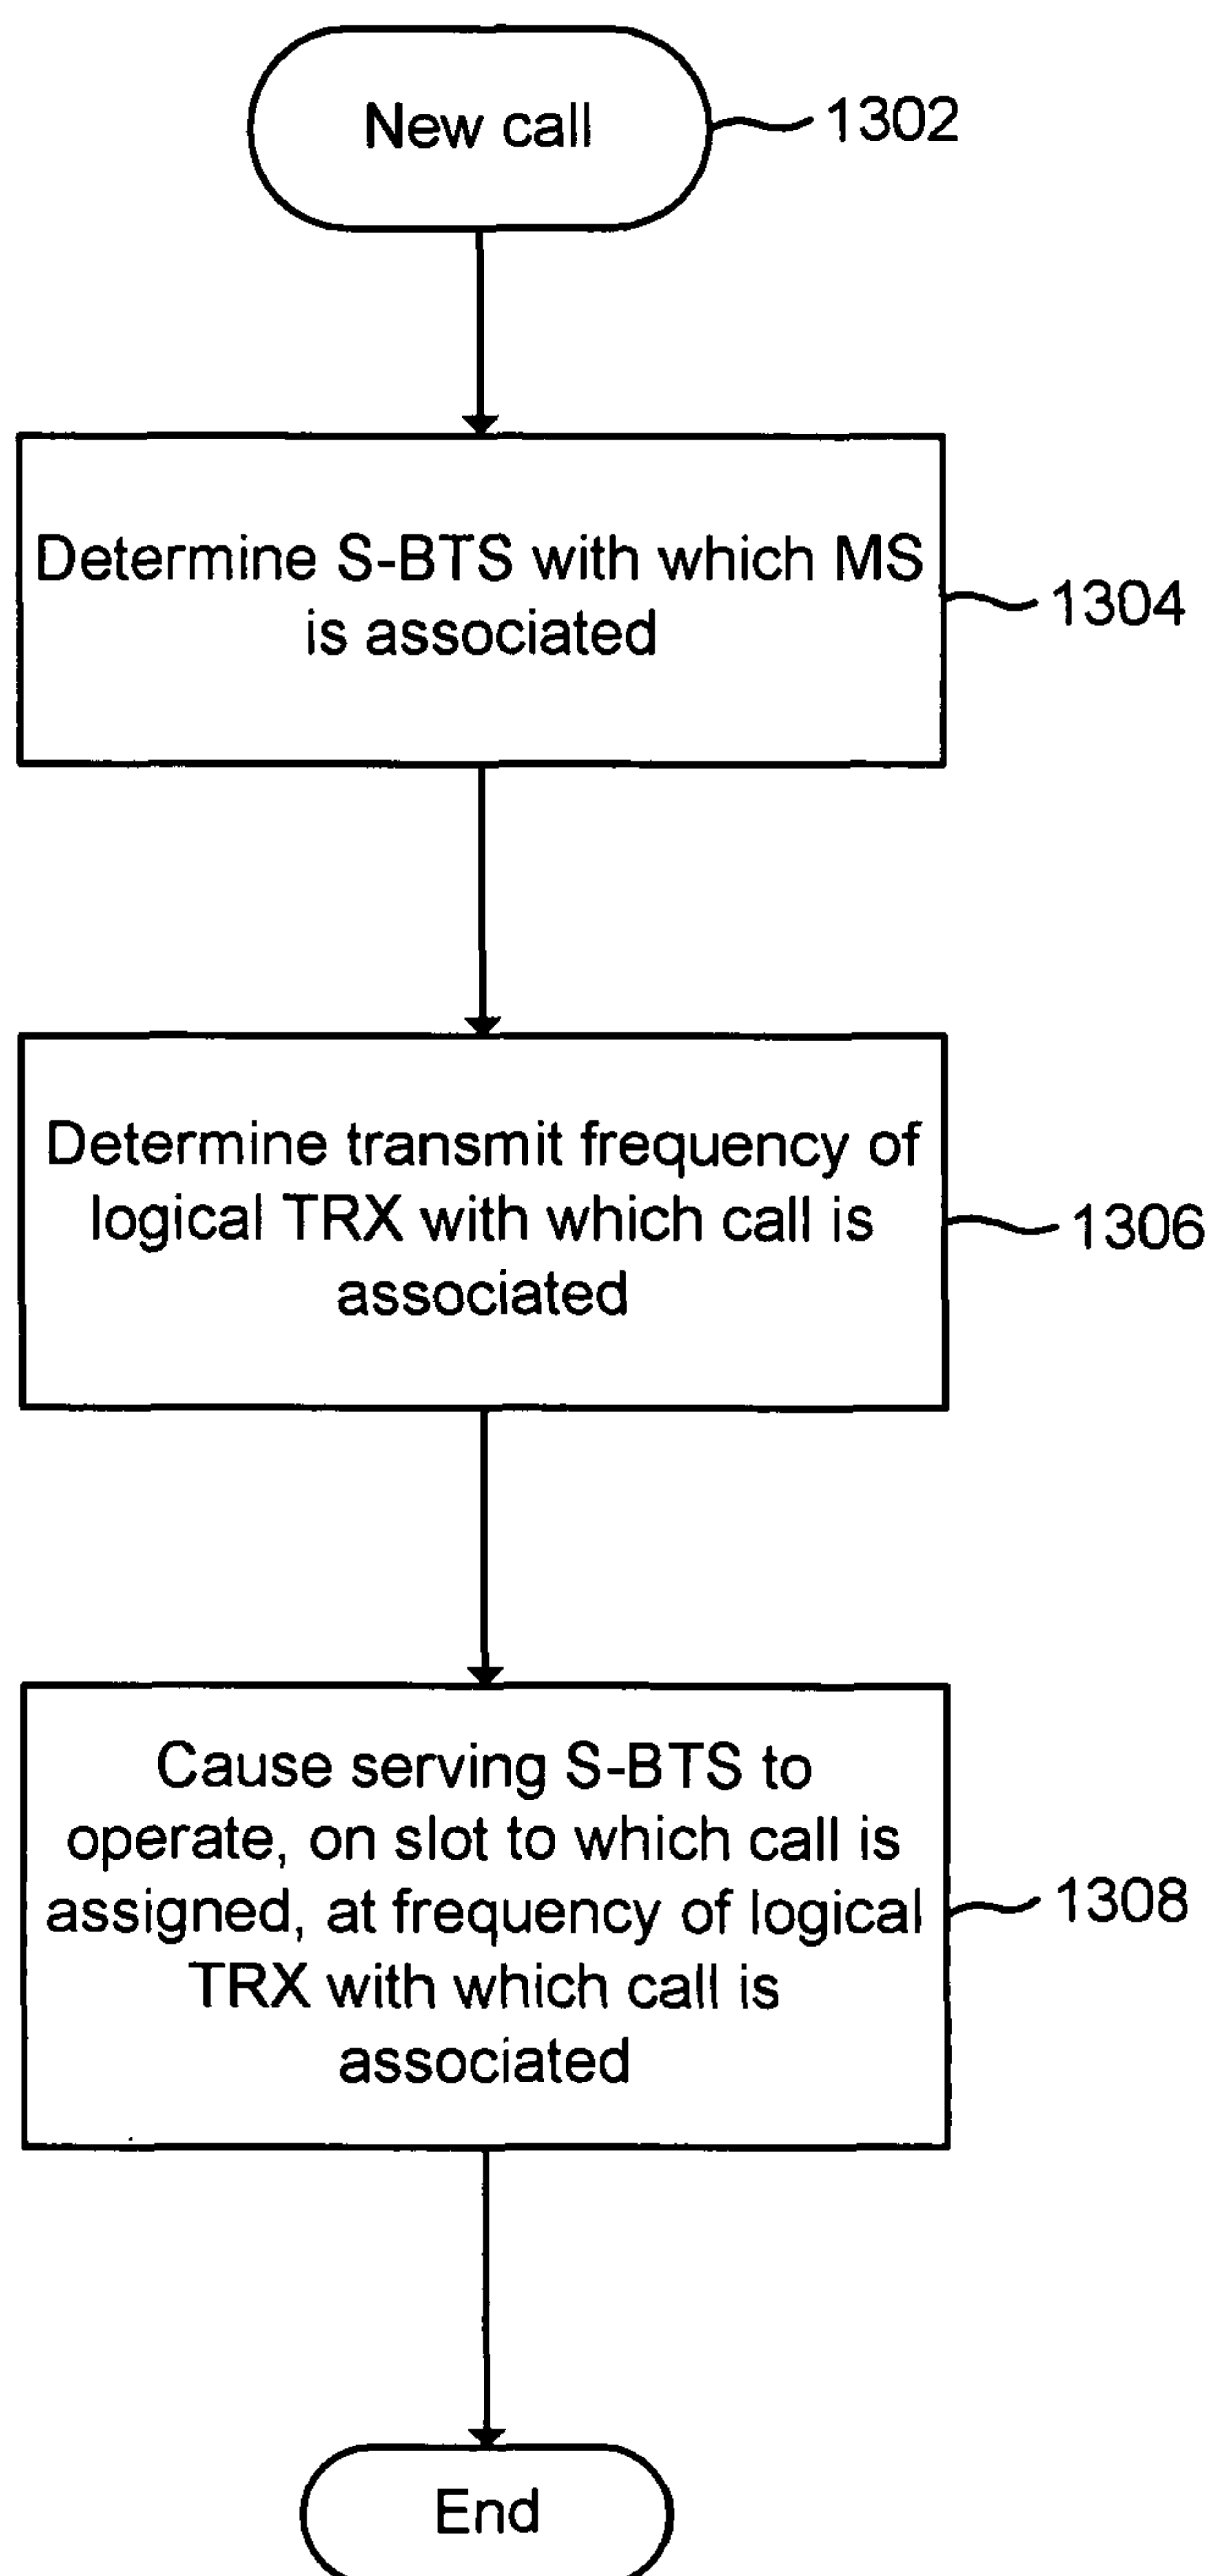 New call
1302
Determine S-BTS with which MS
is associated
1304
Determine transmit frequency of
logical TRX with which call is
associated
1306
Cause serving S-BTS to
operate, on slot to which call is
assigned, at frequency of logical
TRX with which call is
associated
1308
End